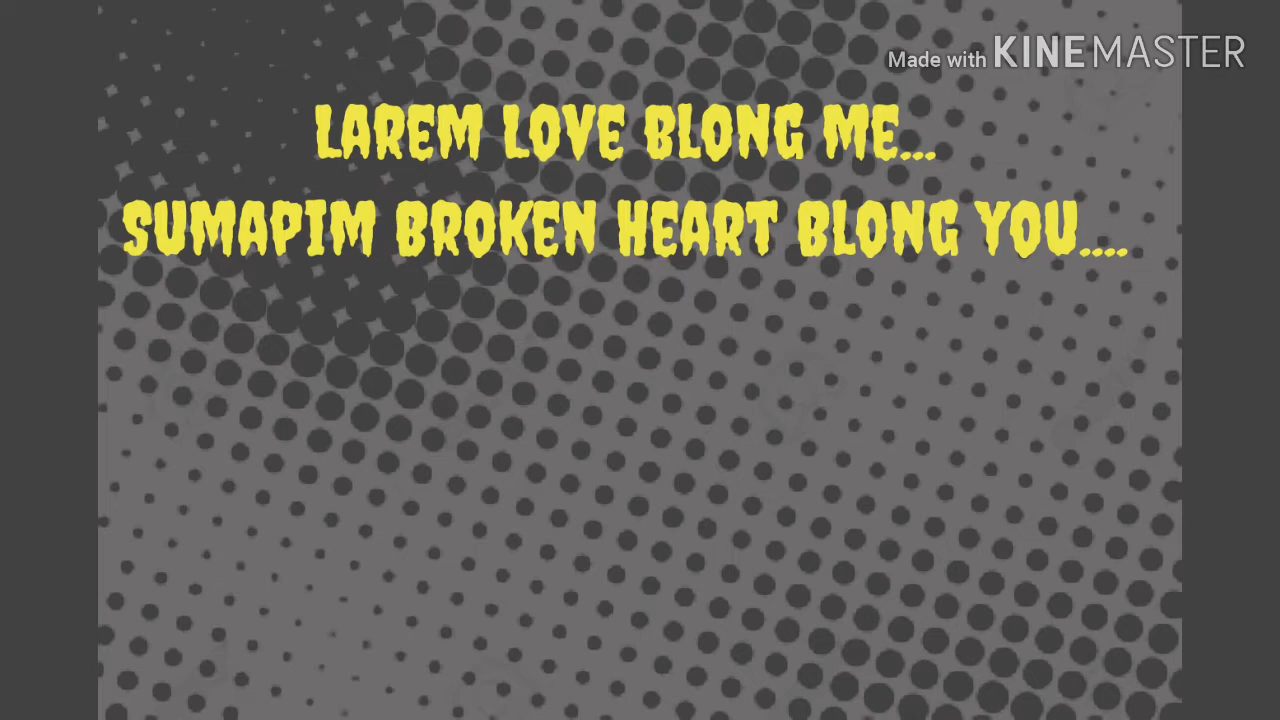 Made with KINEMASTER
LAREM LOVE BLONG ME...
SUMAPIM BROKEN HEART BLONG YOU....